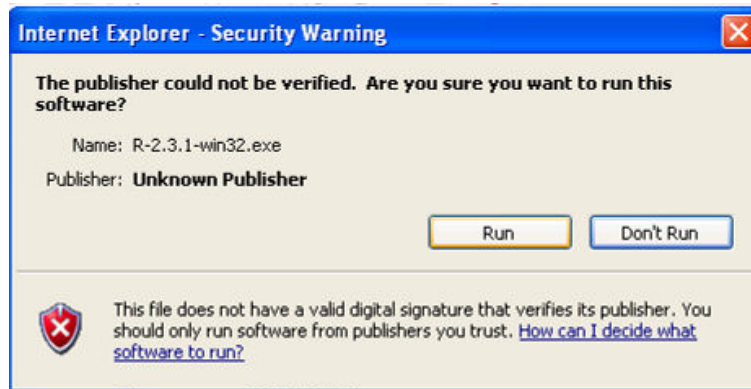 Internet Explorer - Security Warning
The publisher could not be verified.  Are you sure you want to run this
software?
Name: R-2.3.1-win32.exe
Publisher: Unknown Publisher
Run
Don't Run
This file does not have a valid digital signature that verifies its publisher. You
should only run software from publishers you trust. How can I decide what
software to run?